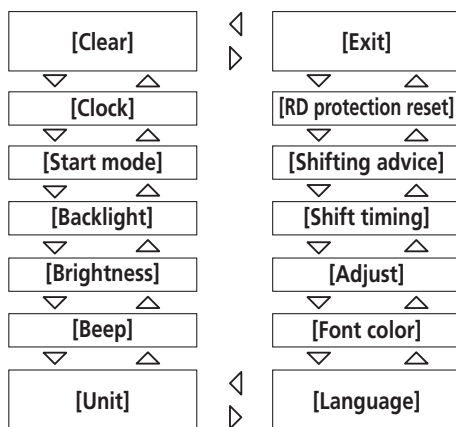 [Clear]
[Clock]
[Start mode]
[Backlight]
[Brightness]
[Beep]
[Unit]
[Exit]
[RD protection reset]
[Shifting advice]
[Shift timing]
[Adjust]
[Font color]
[Language]